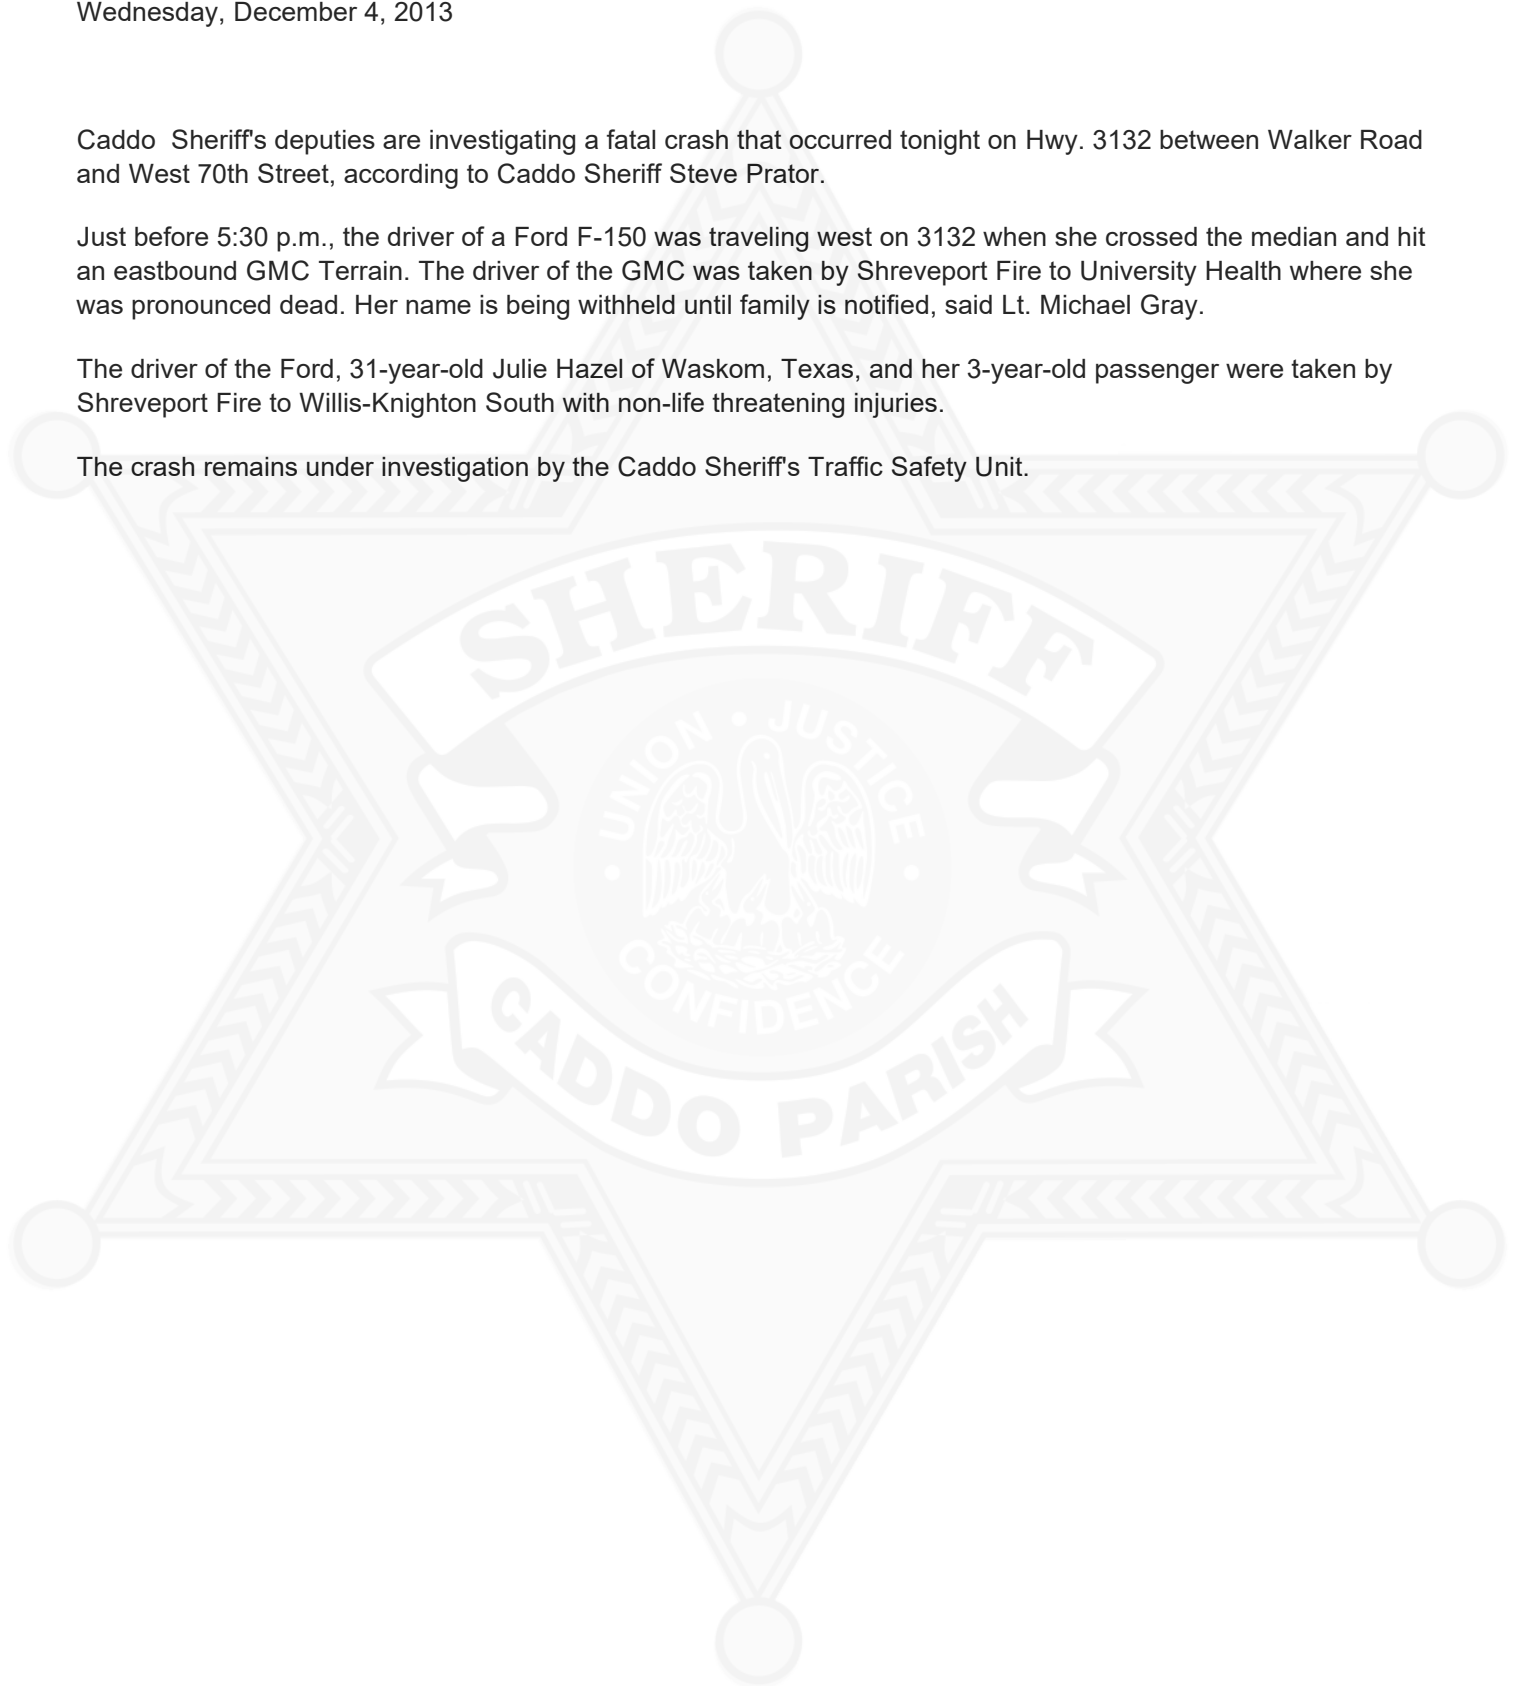 Wednesday, December 4, 2013
Caddo  Sheriff's deputies are investigating a fatal crash that occurred tonight on Hwy. 3132 between Walker Road
and West 70th Street, according to Caddo Sheriff Steve Prator.
Just before 5:30 p.m., the driver of a Ford F-150 was traveling west on 3132 when she crossed the median and hit
an eastbound GMC Terrain. The driver of the GMC was taken by Shreveport Fire to University Health where she
was pronounced dead. Her name is being withheld until family is notified, said Lt. Michael Gray.
The driver of the Ford, 31-year-old Julie Hazel of Waskom, Texas, and her 3-year-old passenger were taken by
Shreveport Fire to Willis-Knighton South with non-life threatening injuries.
The crash remains under investigation by the Caddo Sheriff's Traffic Safety Unit.
SHERIFF
UNION • JUSTICE
• CONFIDENCE •
CADDO PARISH